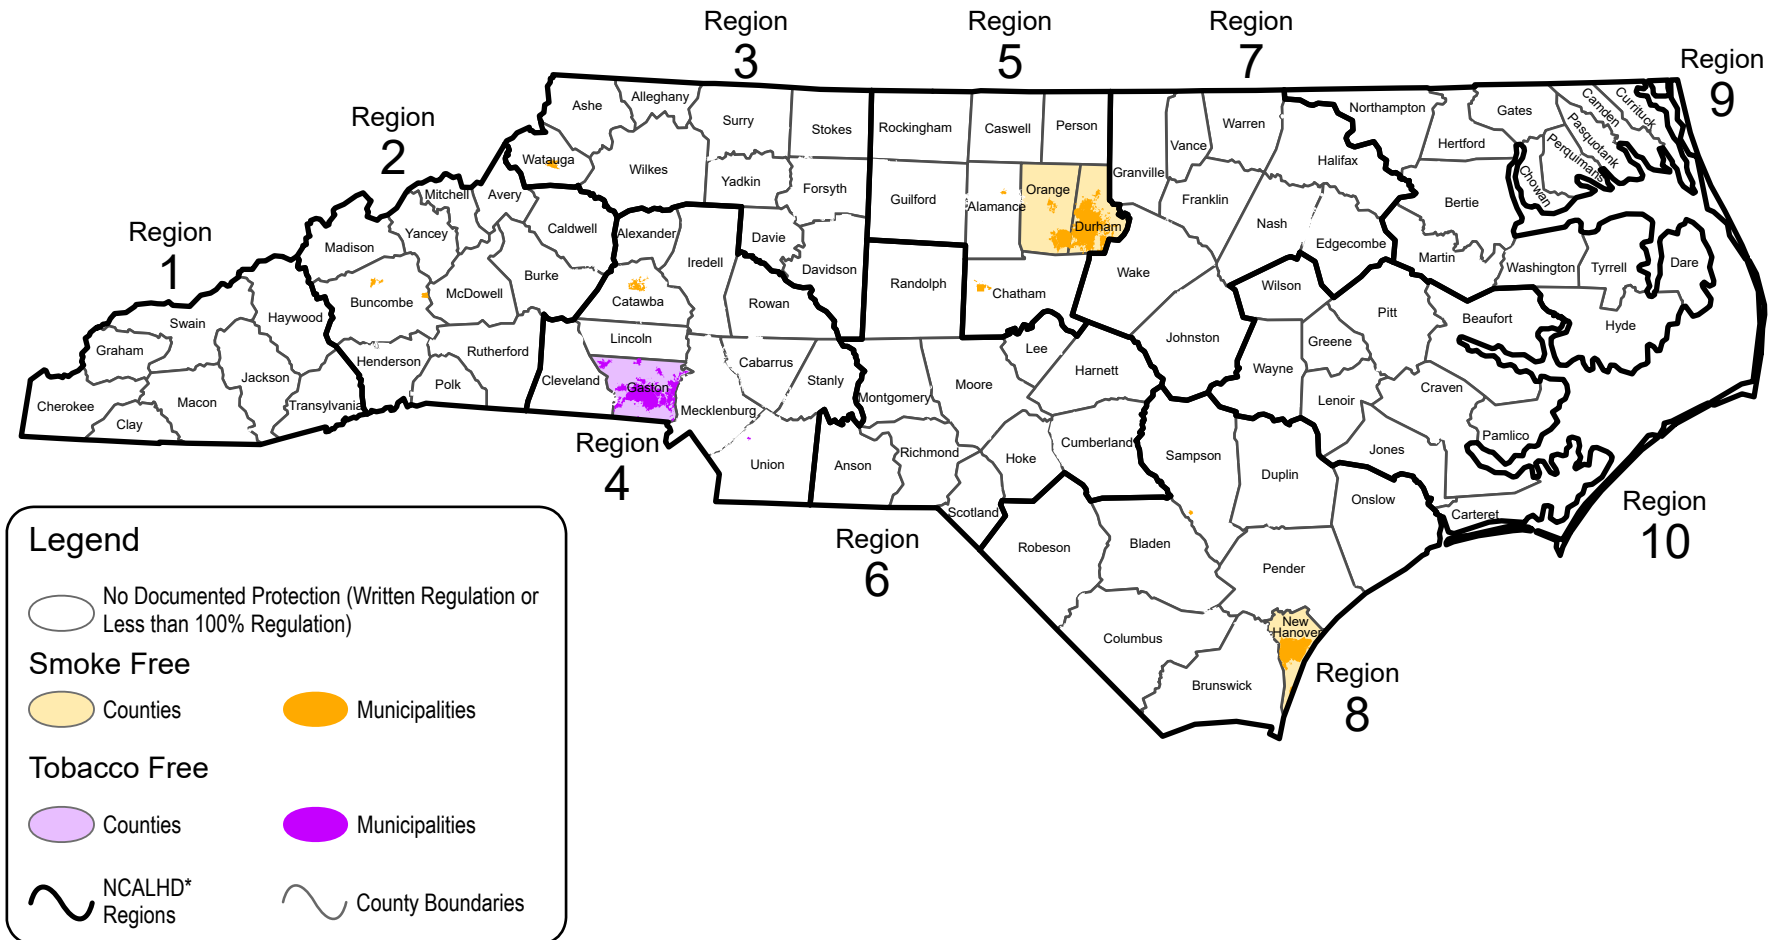 Region
3
Region
5
Region
7
Region
9
Region
2
Region
1
Ashe
Alleghany
Surry
Stokes
Rockingham
Caswell
Person
Granville
Vance
Warren
Northampton
Gates
Camden
Currituck
Pasquotank
Perquimans
Chowan
Hertford
Halifax
Watauga
Wilkes
Yadkin
Forsyth
Guilford
Alamance
Orange
Durham
Franklin
Nash
Edgecombe
Bertie
Martin
Washington
Tyrrell
Dare
Mitchell
Avery
Caldwell
Alexander
Iredell
Davie
Davidson
Randolph
Chatham
Wake
Wilson
Pitt
Beaufort
Hyde
Madison
Yancey
Burke
McDowell
Buncombe
Catawba
Rowan
Johnston
Greene
Swain
Haywood
Graham
Jackson
Henderson
Rutherford
Polk
Lincoln
Cleveland
Gaston
Cabarrus
Stanly
Mecklenburg
Montgomery
Moore
Lee
Harnett
Wayne
Lenoir
Craven
Pamlico
Jones
Cherokee
Clay
Macon
Transylvania
Union
Anson
Richmond
Hoke
Cumberland
Sampson
Duplin
Onslow
Carteret
Scotland
Robeson
Bladen
Pender
Columbus
Brunswick
New
Hanover
Region
4
Region
6
Region
8
Region
10
Legend
No Documented Protection (Written Regulation or
Less than 100% Regulation)
Smoke Free
Counties
Municipalities
Tobacco Free
Counties
Municipalities
NCALHD*
Regions
County Boundaries